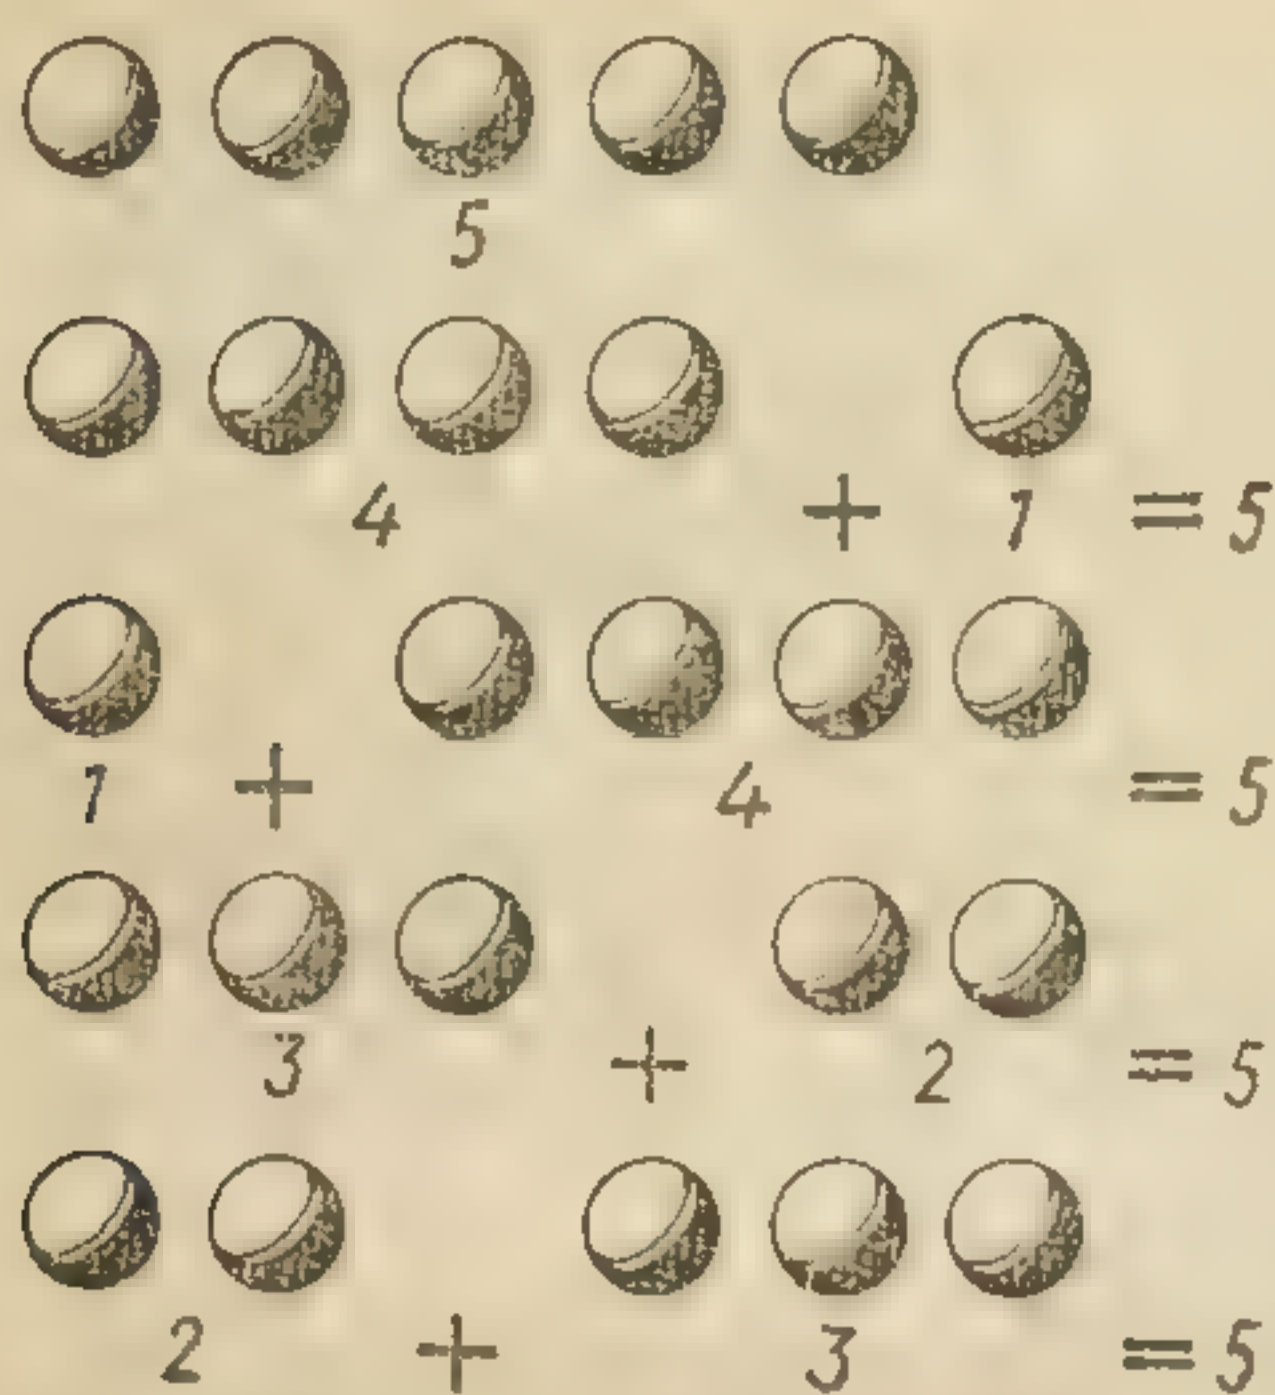 5
4 + 1 = 5
1 + 4 = 5
3 + 2 = 5
2 + 3 = 5